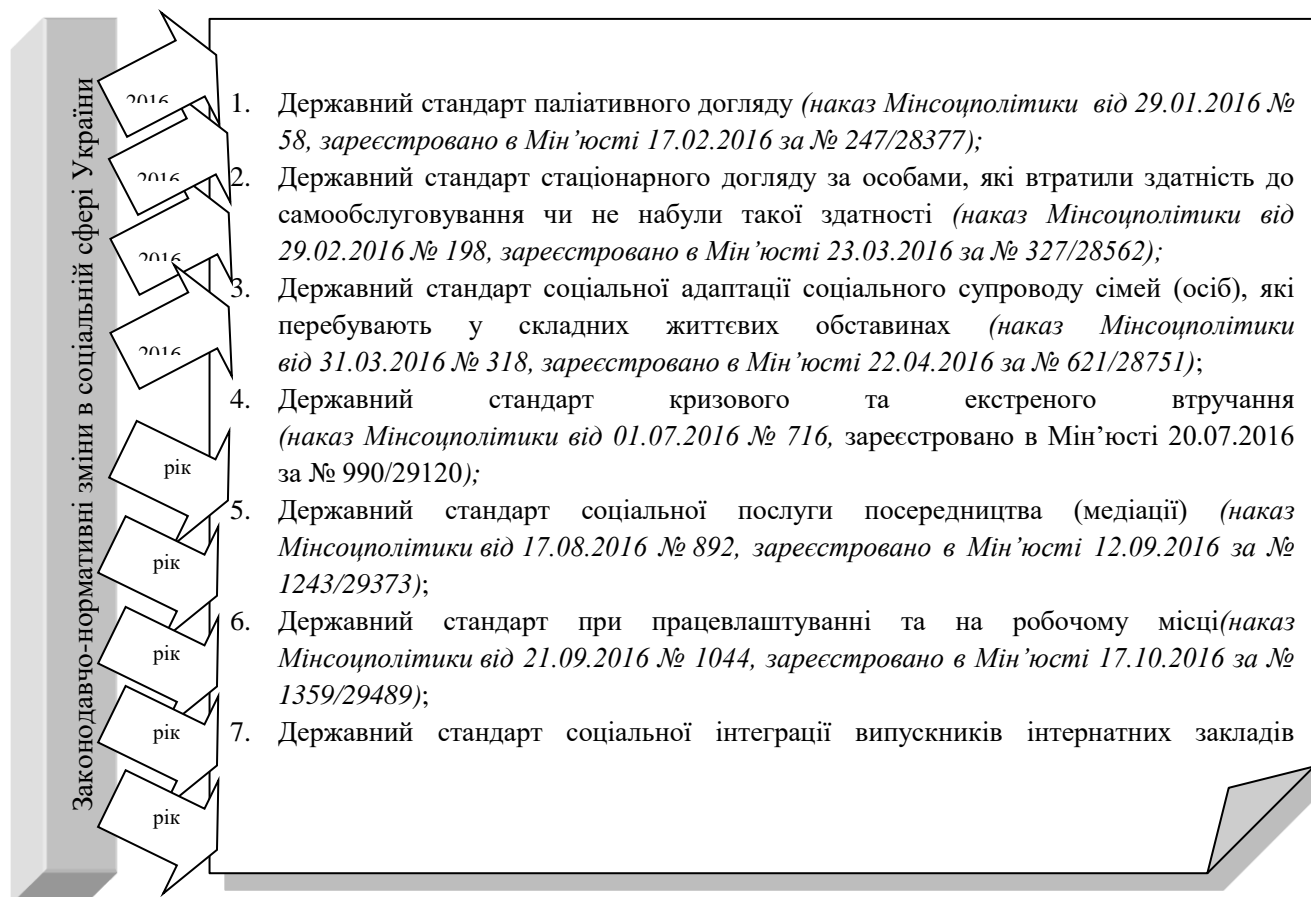 Законодавчо-нормативні зміни в соціальній сфері України
2016
2016
2016
2016
рік
рік
рік
рік
рік
1. Державний стандарт паліативного догляду (наказ Мінсоцполітики від 29.01.2016 №
58, зареєстровано в Мін’юсті 17.02.2016 за № 247/28377);
2. Державний стандарт стаціонарного догляду за особами, які втратили здатність до
самообслуговування чи не набули такої здатності (наказ Мінсоцполітики від
29.02.2016 № 198, зареєстровано в Мін’юсті 23.03.2016 за № 327/28562);
3. Державний стандарт соціальної адаптації соціального супроводу сімей (осіб), які
перебувають у складних життєвих обставинах (наказ Мінсоцполітики
від 31.03.2016 № 318, зареєстровано в Мін’юсті 22.04.2016 за № 621/28751);
4. Державний стандарт кризового та екстреного втручання
(наказ Мінсоцполітики від 01.07.2016 № 716, зареєстровано в Мін’юсті 20.07.2016
за № 990/29120);
5. Державний стандарт соціальної послуги посередництва (медіації) (наказ
Мінсоцполітики від 17.08.2016 № 892, зареєстровано в Мін’юсті 12.09.2016 за №
1243/29373);
6. Державний стандарт при працевлаштуванні та на робочому місці(наказ
Мінсоцполітики від 21.09.2016 № 1044, зареєстровано в Мін’юсті 17.10.2016 за №
1359/29489);
7. Державний стандарт соціальної інтеграції випускників інтернатних закладів